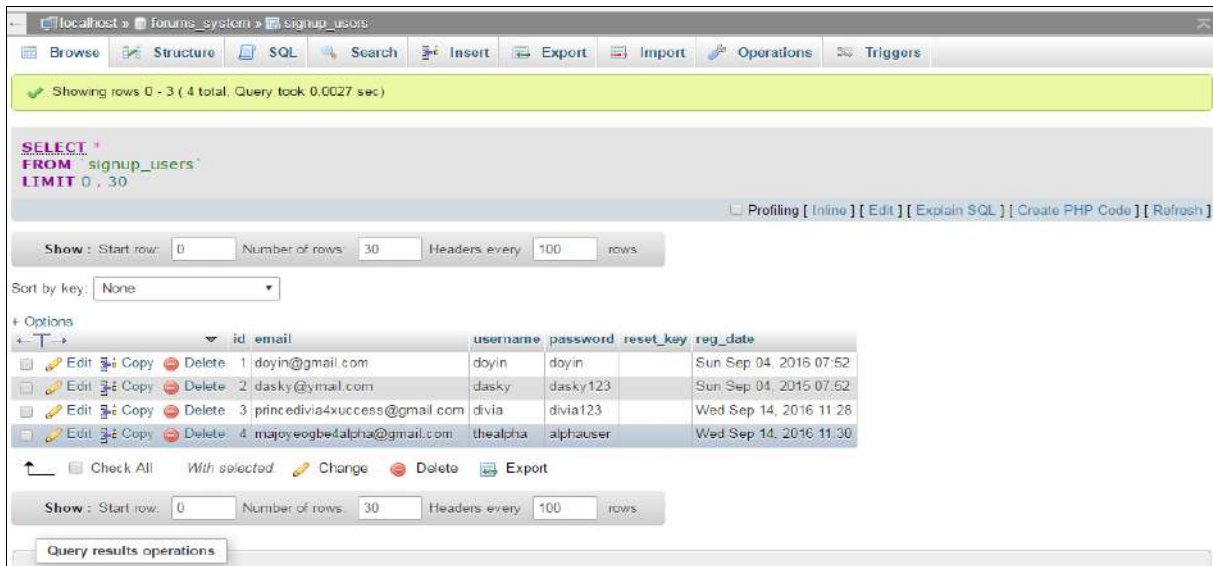 localhost » forums_system » signup_users
Browse Structure SQL Search Insert Export Import Operations Triggers
Showing rows 0 - 3 ( 4 total, Query took 0.0027 sec)
SELECT *
FROM `signup_users`
LIMIT 0 , 30
Profiling [ Inline ] [ Edit ] [ Explain SQL ] [ Create PHP Code ] [ Refresh ]
Show : Start row: 0 Number of rows: 30 Headers every 100 rows
Sort by key: None
+ Options
←T→ id email username password reset_key reg_date
Edit Copy Delete 1 doyin@gmail.com doyin doyin Sun Sep 04, 2016 07:52
Edit Copy Delete 2 dasky@ymail.com dasky dasky123 Sun Sep 04, 2016 07:52
Edit Copy Delete 3 princedivia4xuccess@gmail.com divia divia123 Wed Sep 14, 2016 11:28
Edit Copy Delete 4 majoyeogbe4alpha@gmail.com thealpha alphauser Wed Sep 14, 2016 11:30
Check All With selected: Change Delete Export
Show : Start row: 0 Number of rows: 30 Headers every 100 rows
Query results operations